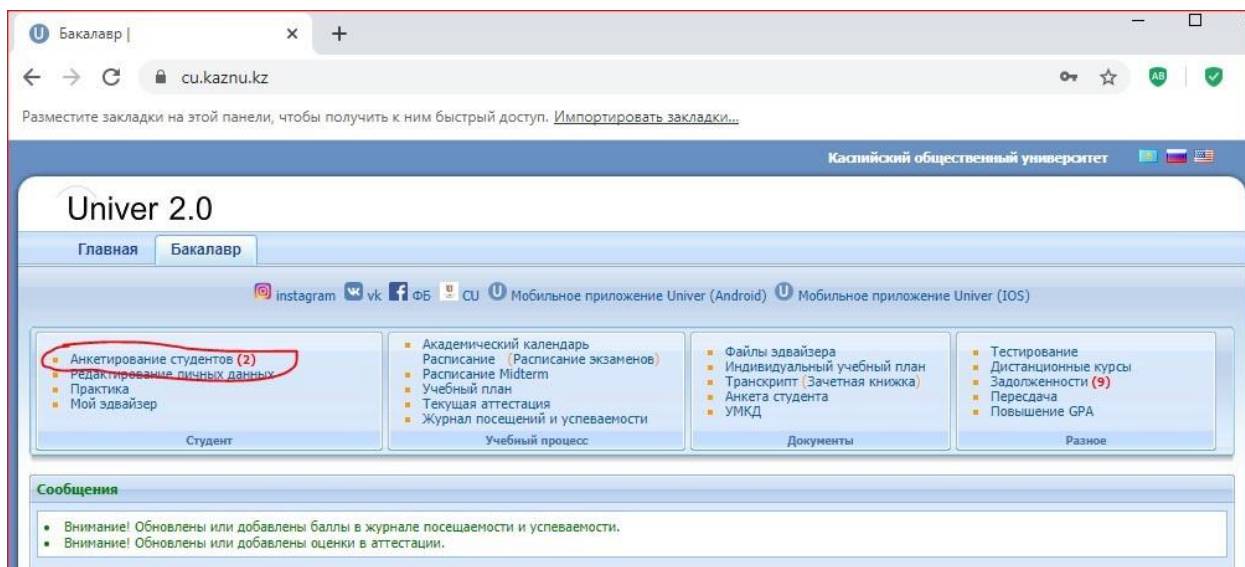 Бакалавр |
cu.kaznu.kz
Разместите закладки на этой панели, чтобы получить к ним быстрый доступ. Импортировать закладки...
Каспийский общественный университет
Univer 2.0
Главная Бакалавр
instagram vk ФБ CU Мобильное приложение Univer (Android) Мобильное приложение Univer (IOS)
Анкетирование студентов (2)
Редактирование личных данных
Практика
Мой эдвайзер
Студент
Академический календарь
Расписание (Расписание экзаменов)
Расписание Midterm
Учебный план
Текущая аттестация
Журнал посещений и успеваемости
Учебный процесс
Файлы эдвайзера
Индивидуальный учебный план
Транскрипт (Зачетная книжка)
Анкета студента
УМКД
Документы
Тестирование
Дистанционные курсы
Задолженности (9)
Пересдача
Повышение GPA
Разное
Сообщения
Внимание! Обновлены или добавлены баллы в журнале посещаемости и успеваемости.
Внимание! Обновлены или добавлены оценки в аттестации.